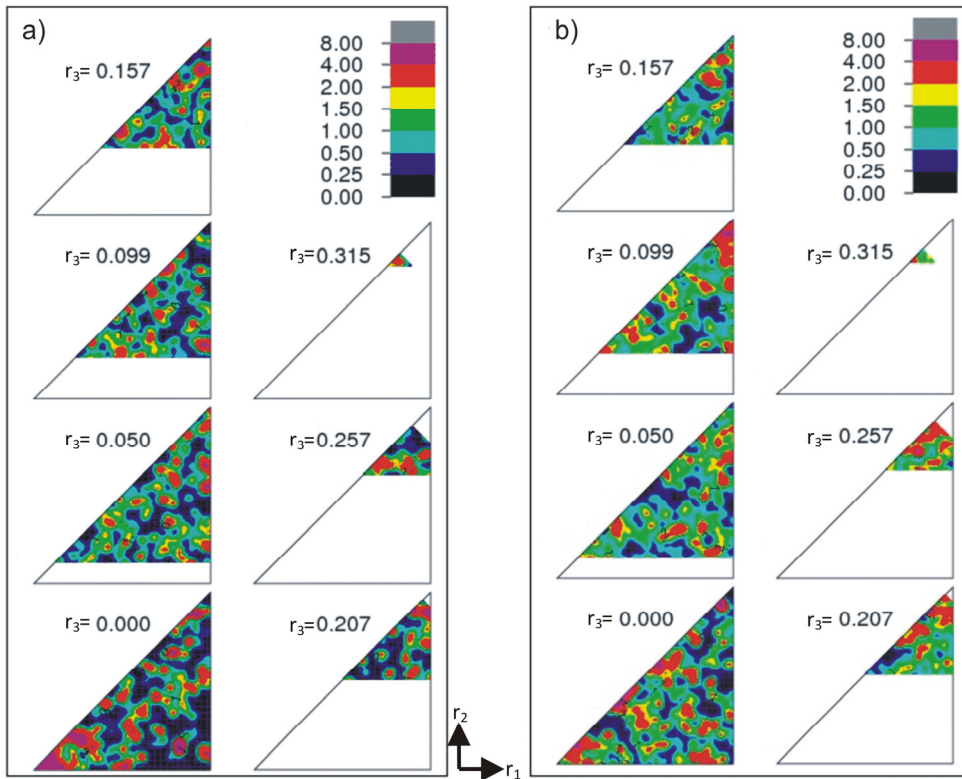 a)
r₃= 0.157
8.00
4.00
2.00
1.50
1.00
0.50
0.25
0.00
r₃= 0.099
r₃= 0.315
r₃= 0.050
r₃= 0.257
r₃= 0.000
r₃= 0.207
r₂
r₁
b)
r₃= 0.157
8.00
4.00
2.00
1.50
1.00
0.50
0.25
0.00
r₃= 0.099
r₃= 0.315
r₃= 0.050
r₃= 0.257
r₃= 0.000
r₃= 0.207